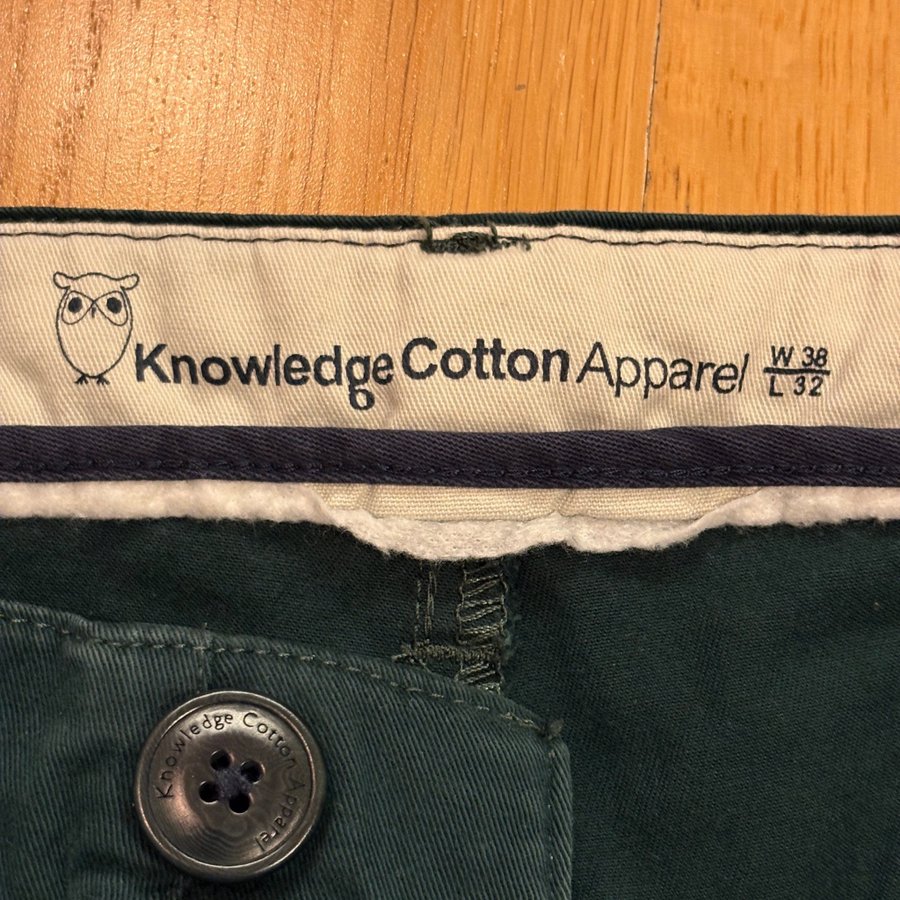 Knowledge Cotton Apparel W 38
L 32
Knowledge Cotton Apparel